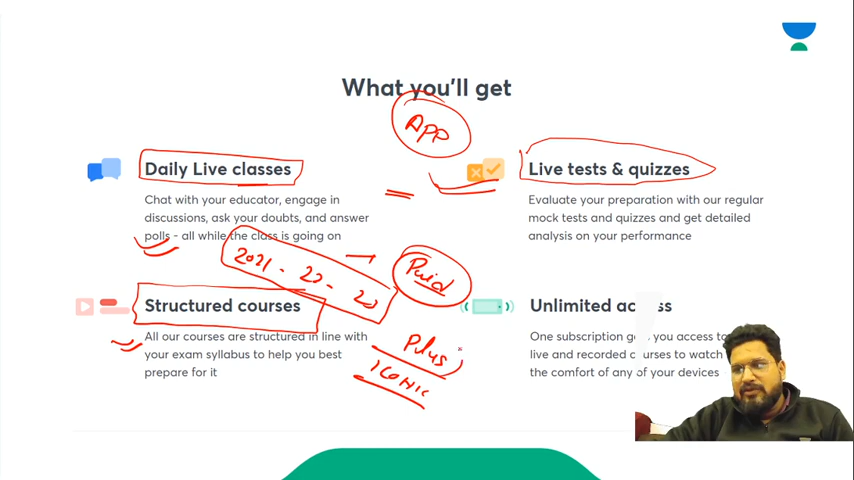 What you'll get
APP
Daily Live classes
Chat with your educator, engage in
discussions, ask your doubts, and answer
polls - all while the class is going on
Live tests & quizzes
Evaluate your preparation with our regular
mock tests and quizzes and get detailed
analysis on your performance
2021 - 22 - 23
Paid
Structured courses
All our courses are structured in line with
your exam syllabus to help you best
prepare for it
Unlimited access
One subscription gets you access to
live and recorded courses to watch
the comfort of any of your devices
Plus
ICONIC